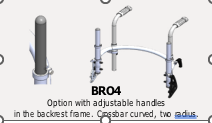 BRO4
Option with adjustable handles
in the backrest frame. Crossbar curved, two radius.